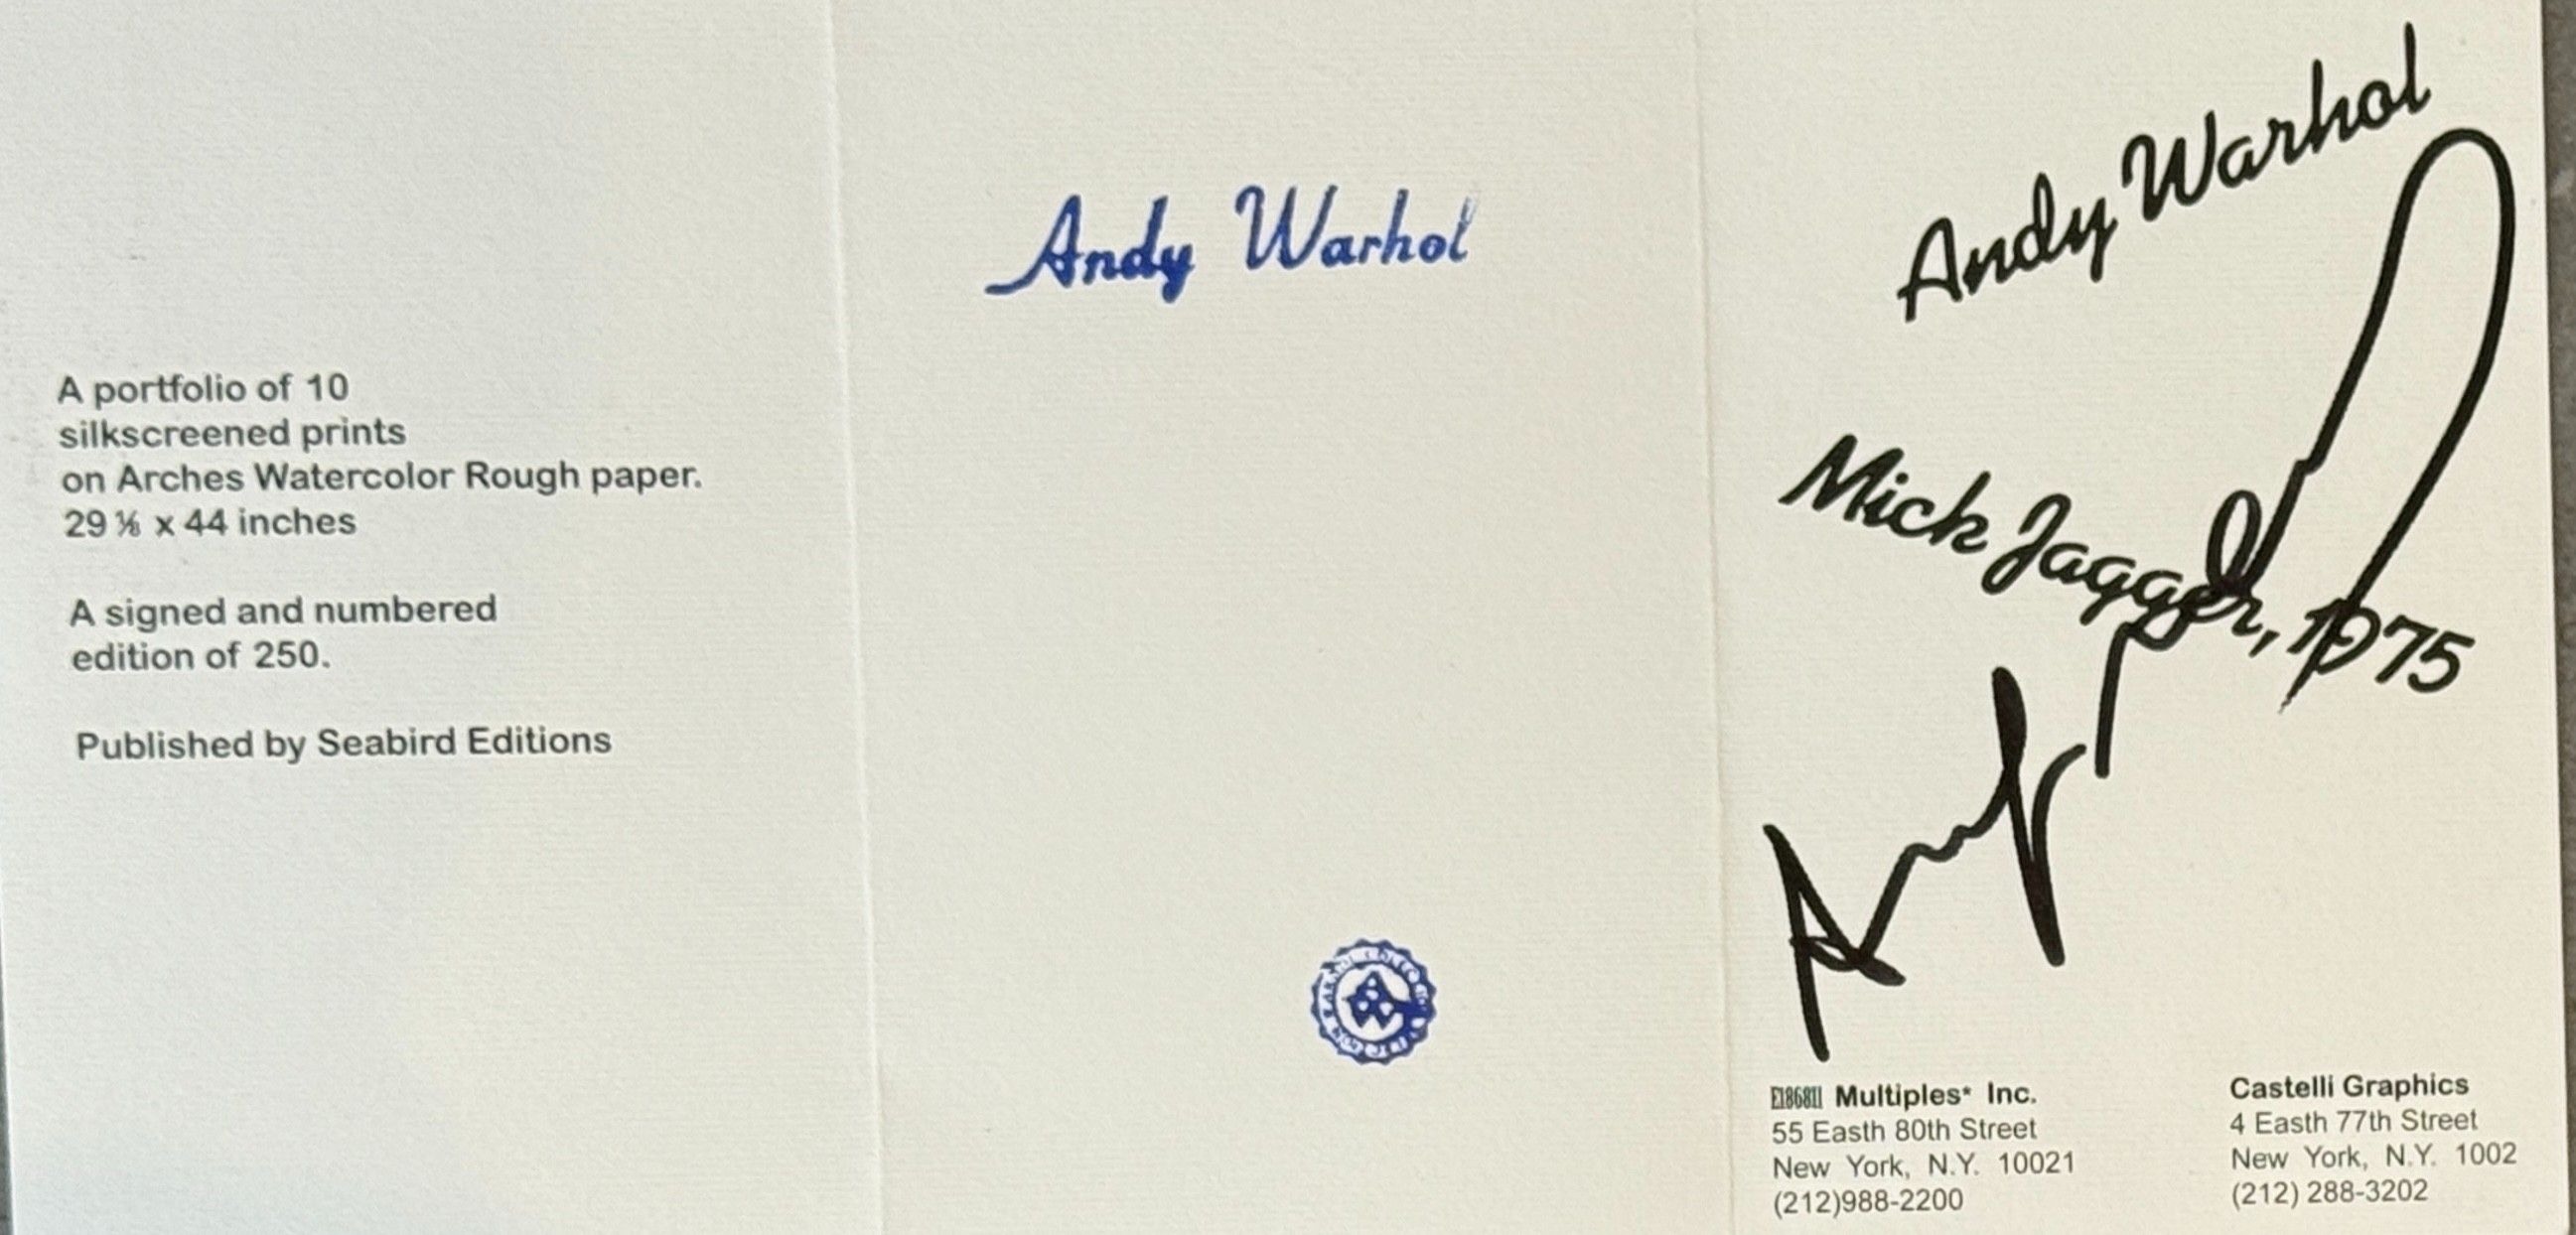 A portfolio of 10
silkscreened prints
on Arches Watercolor Rough paper.
29 ⅛ x 44 inches
A signed and numbered
edition of 250.
Published by Seabird Editions
Andy Warhol
Andy Warhol
Mick Jagger, 1975
Multiples* Inc.
55 Easth 80th Street
New York, N.Y. 10021
(212)988-2200
Castelli Graphics
4 Easth 77th Street
New York, N.Y. 1002
(212) 288-3202